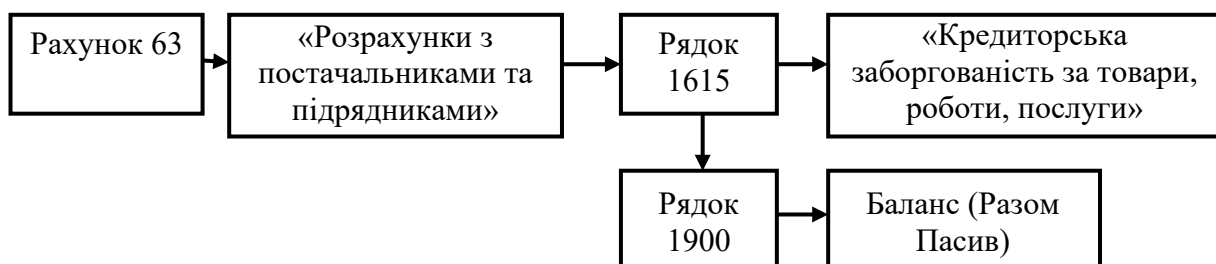 Рахунок 63
«Розрахунки з
постачальниками та
підрядниками»
Рядок
1615
«Кредиторська
заборгованість за товари,
роботи, послуги»
Рядок
1900
Баланс (Разом
Пасив)